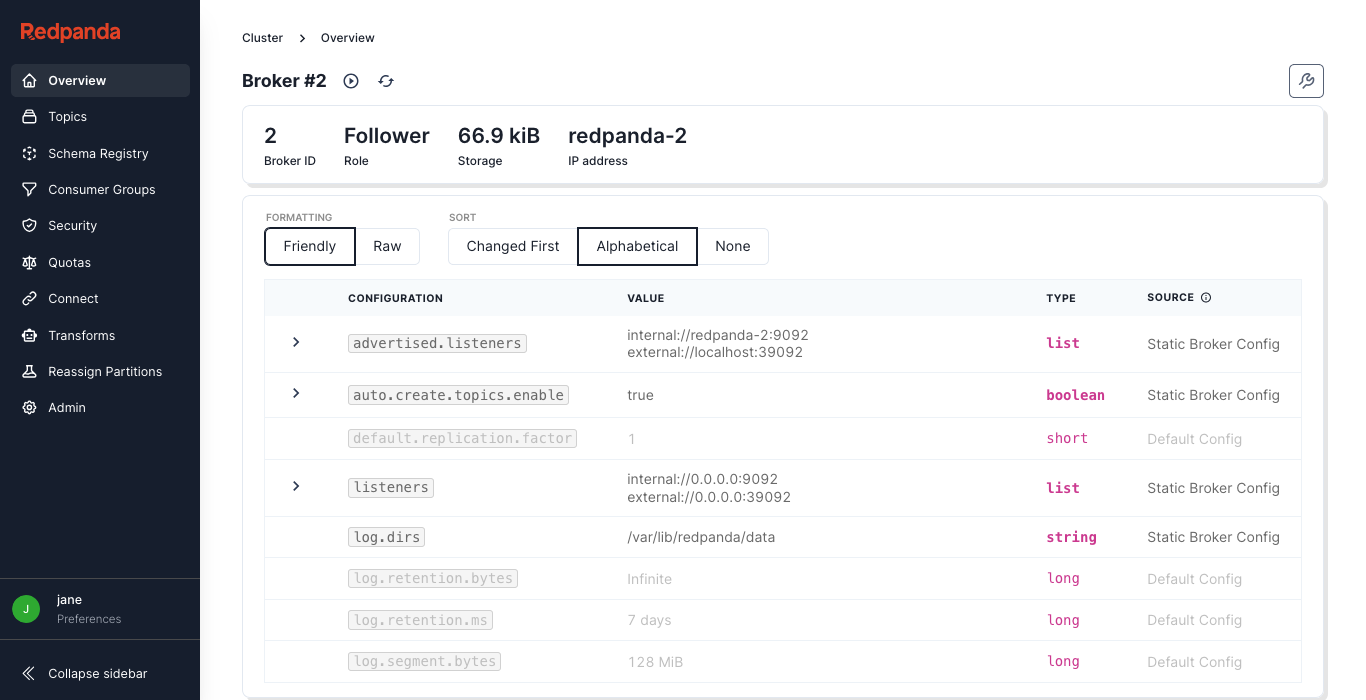 Redpanda
Overview
Topics
Schema Registry
Consumer Groups
Security
Quotas
Connect
Transforms
Reassign Partitions
Admin
J
jane
Preferences
Collapse sidebar
Cluster > Overview
Broker #2
2 Follower 66.9 kiB redpanda-2
Broker ID Role Storage IP address
FORMATTING SORT
Friendly Raw Changed First Alphabetical None
CONFIGURATION VALUE TYPE SOURCE
advertised.listeners internal://redpanda-2:9092 list Static Broker Config
external://localhost:39092
auto.create.topics.enable true boolean Static Broker Config
default.replication.factor 1 short Default Config
listeners internal://0.0.0.0:9092 list Static Broker Config
external://0.0.0.0:39092
log.dirs /var/lib/redpanda/data string Static Broker Config
log.retention.bytes Infinite long Default Config
log.retention.ms 7 days long Default Config
log.segment.bytes 128 MiB long Default Config